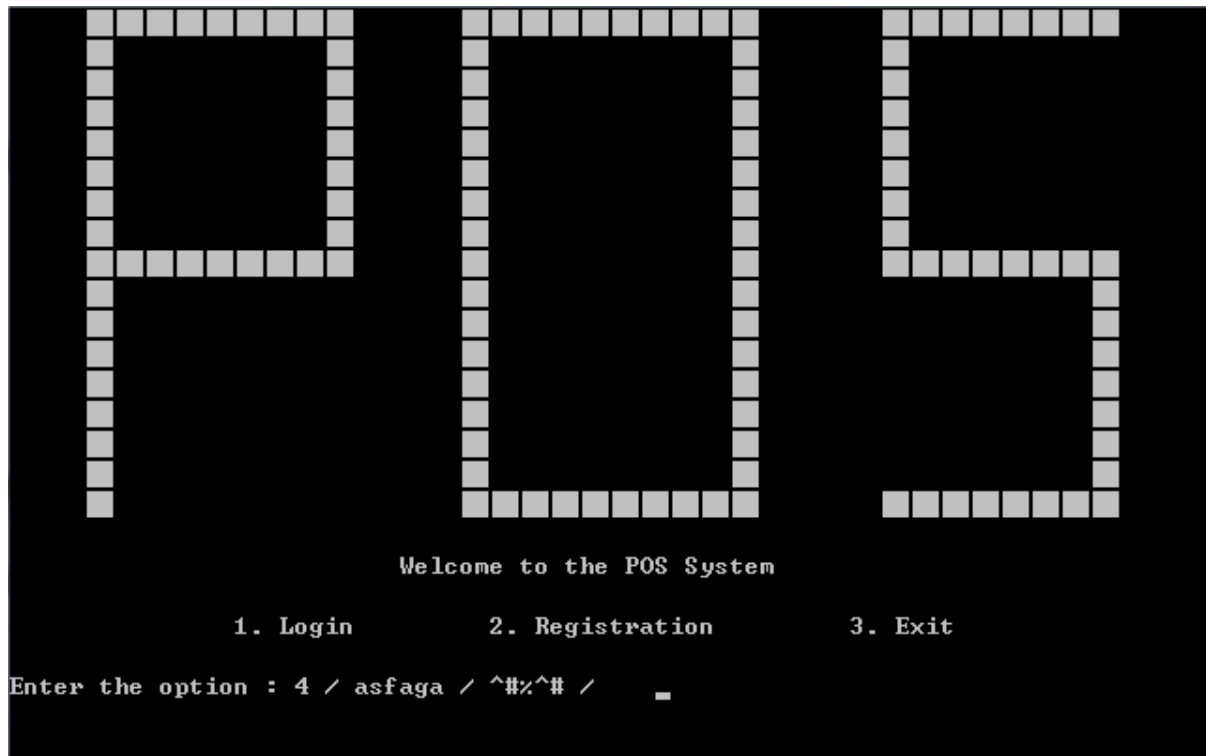 POS
Welcome to the POS System
1. Login 2. Registration 3. Exit
Enter the option : 4 / asfaga / ^#%^# /